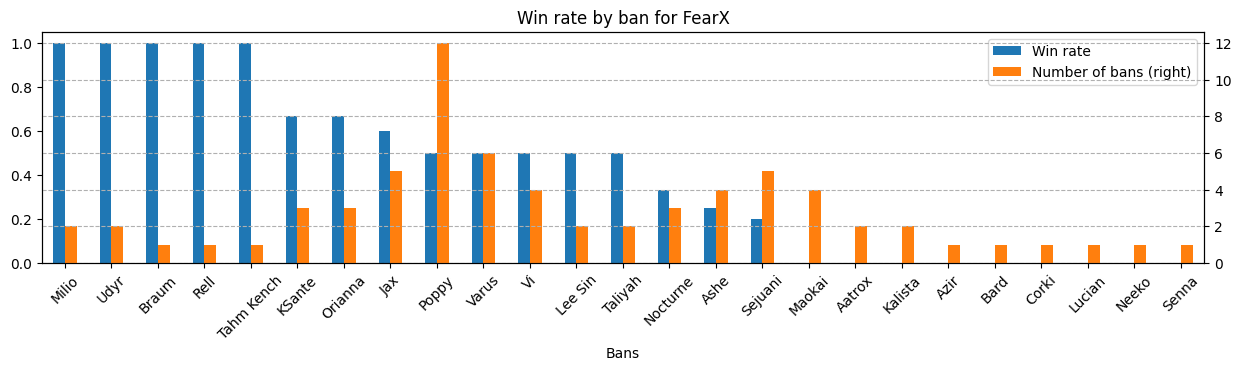 Win rate by ban for FearX
Win rate
Number of bans (right)
1.0
0.8
0.6
0.4
0.2
0.0
12
10
8
6
4
2
0
Milio
Udyr
Braum
Rell
Tahm Kench
KSante
Orianna
Jax
Poppy
Varus
Vi
Lee Sin
Taliyah
Nocturne
Ashe
Sejuani
Maokai
Aatrox
Kalista
Azir
Bard
Corki
Lucian
Neeko
Senna
Bans